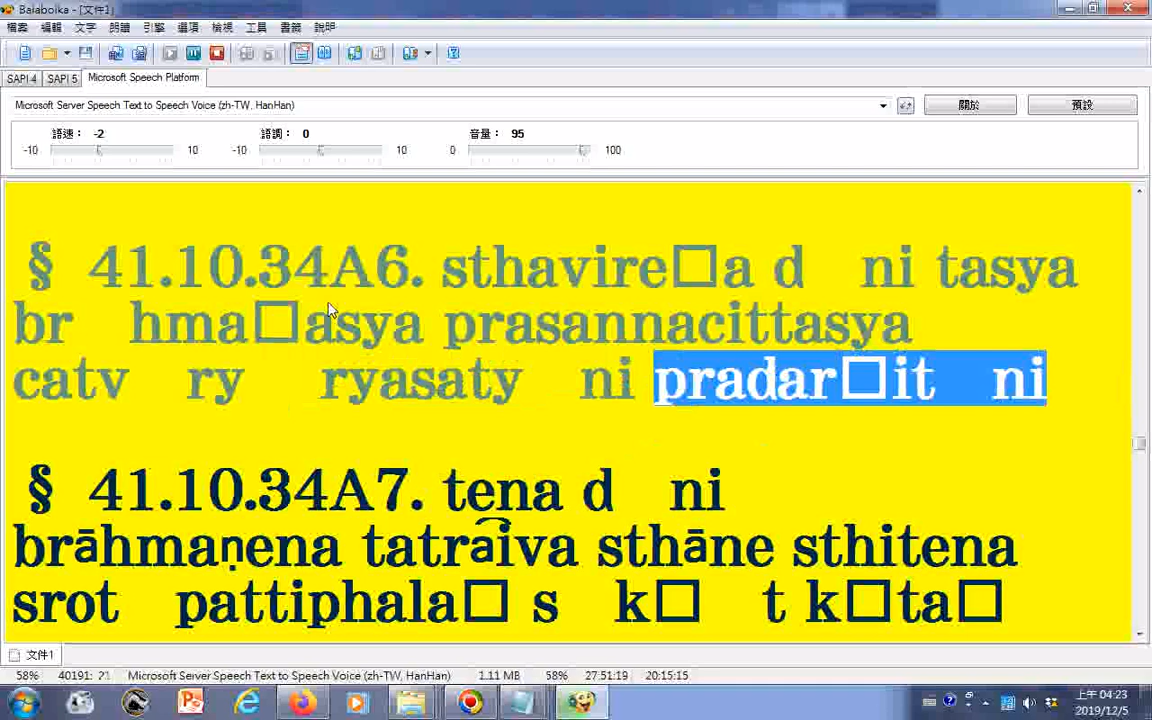 Balabolka - [文件1]
檔案 編輯 文字 朗讀 引擎 選項 檢視 工具 書籤 說明
SAPI 4 SAPI 5 Microsoft Speech Platform
Microsoft Server Speech Text to Speech Voice (zh-TW, HanHan) 關於 預設
語速： -2 語調： 0 音量： 95
-10 10 -10 10 0 100
§ 41.10.34A6. sthavire□a d ni tasya
br hma□asya prasannacittasya
catv ry ryasaty ni pradar□it ni
§ 41.10.34A7. tena d ni
brāhmaṇena tatraiva sthāne sthitena
srot pattiphala□ s k□ t k□ta□
文件1
58% 40191: 21 Microsoft Server Speech Text to Speech Voice (zh-TW, HanHan) 1.11 MB 58% 27:51:19 20:15:15
上午 04:23
2019/12/5